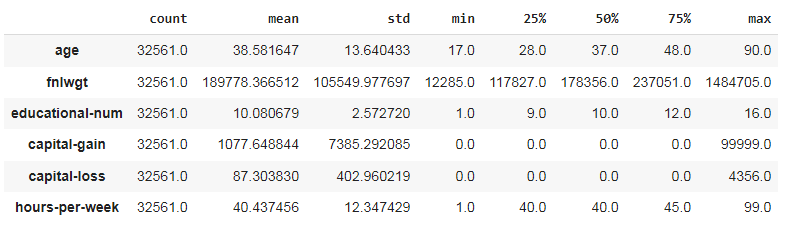 count mean std min 25% 50% 75% max
age 32561.0 38.581647 13.640433 17.0 28.0 37.0 48.0 90.0
fnlwgt 32561.0 189778.366512 105549.977697 12285.0 117827.0 178356.0 237051.0 1484705.0
educational-num 32561.0 10.080679 2.572720 1.0 9.0 10.0 12.0 16.0
capital-gain 32561.0 1077.648844 7385.292085 0.0 0.0 0.0 0.0 99999.0
capital-loss 32561.0 87.303830 402.960219 0.0 0.0 0.0 0.0 4356.0
hours-per-week 32561.0 40.437456 12.347429 1.0 40.0 40.0 45.0 99.0